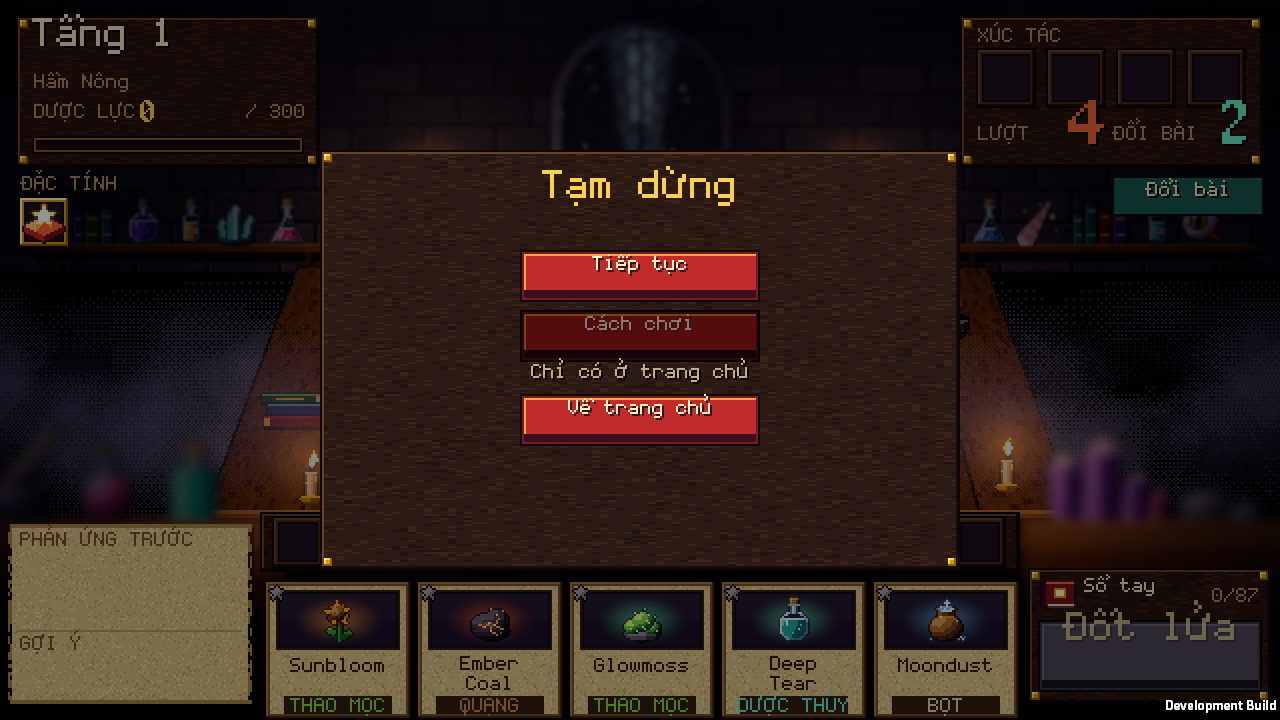 Tầng 1
Hầm Nông
DƯỢC LỰC 0 / 300
ĐẶC TÍNH
XÚC TÁC
LƯỢT 4 ĐỔI BÀI 2
Đổi bài
Tạm dừng
Tiếp tục
Cách chơi
Chỉ có ở trang chủ
Về trang chủ
PHẢN ỨNG TRƯỚC
GỢI Ý
Sunbloom
THẢO MỘC
Ember
Coal
QUẶNG
Glowmoss
THẢO MỘC
Deep
Tear
DƯỢC THỦY
Moondust
BỘT
Sổ tay
0/87
Đốt lửa
Development Build